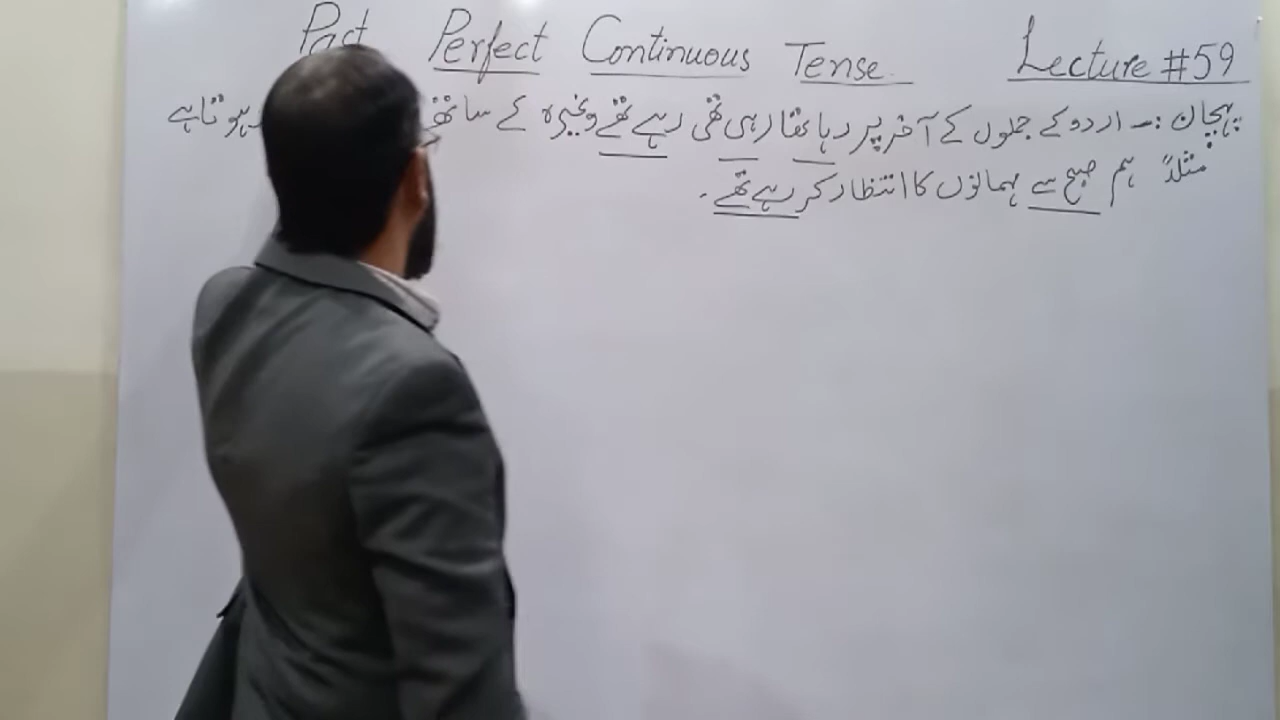 Past Perfect Continuous Tense Lecture #59
پہچان :۔ اردو کے جملوں کے آخر پر رہا تھا رہی تھی رہے تھے وغیرہ کے ساتھ ہوتا ہے
مثلاً ہم صبح سے مہمانوں کا انتظار کر رہے تھے ۔